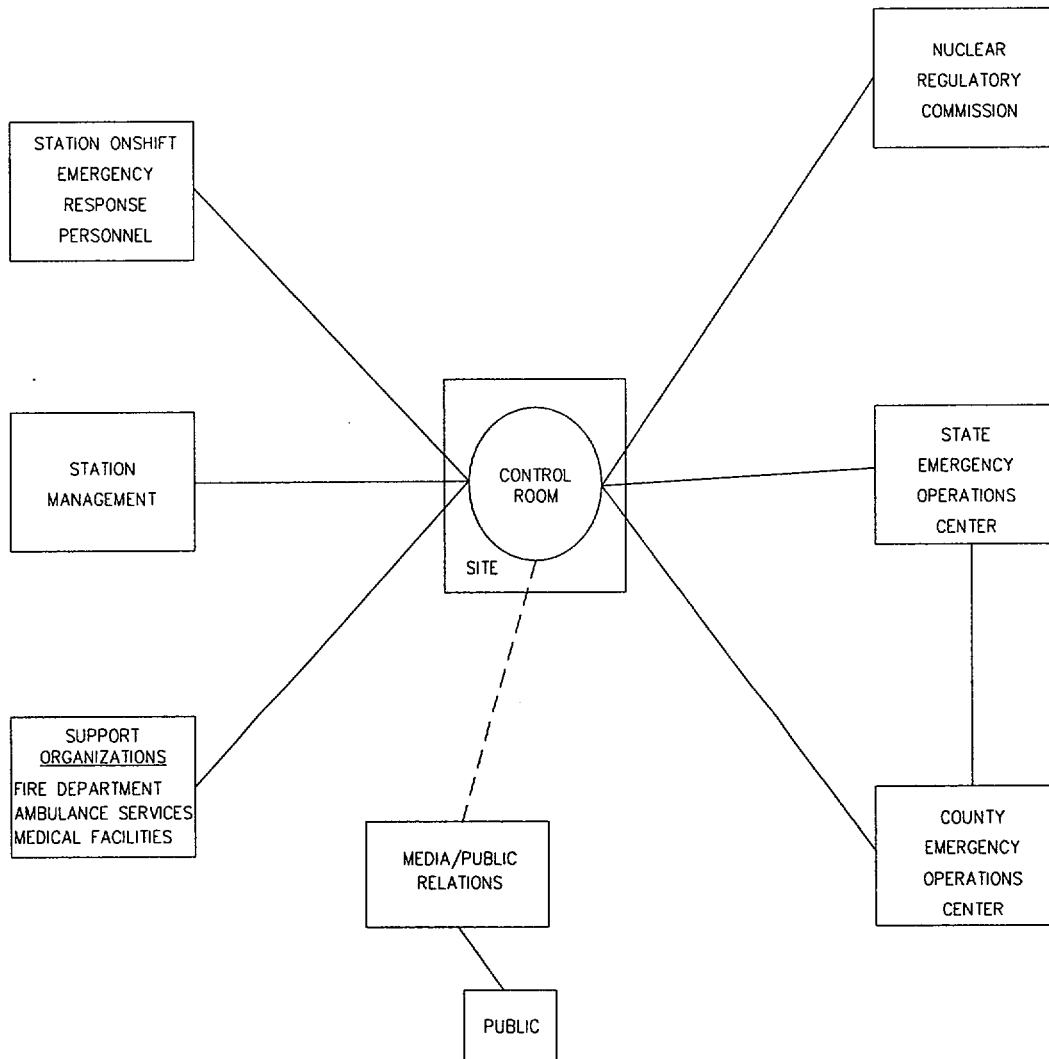 NUCLEAR
REGULATORY
COMMISSION
STATION ONSHIFT
EMERGENCY
RESPONSE
PERSONNEL
STATION
MANAGEMENT
CONTROL
ROOM
SITE
STATE
EMERGENCY
OPERATIONS
CENTER
SUPPORT
ORGANIZATIONS
FIRE DEPARTMENT
AMBULANCE SERVICES
MEDICAL FACILITIES
MEDIA/PUBLIC
RELATIONS
COUNTY
EMERGENCY
OPERATIONS
CENTER
PUBLIC